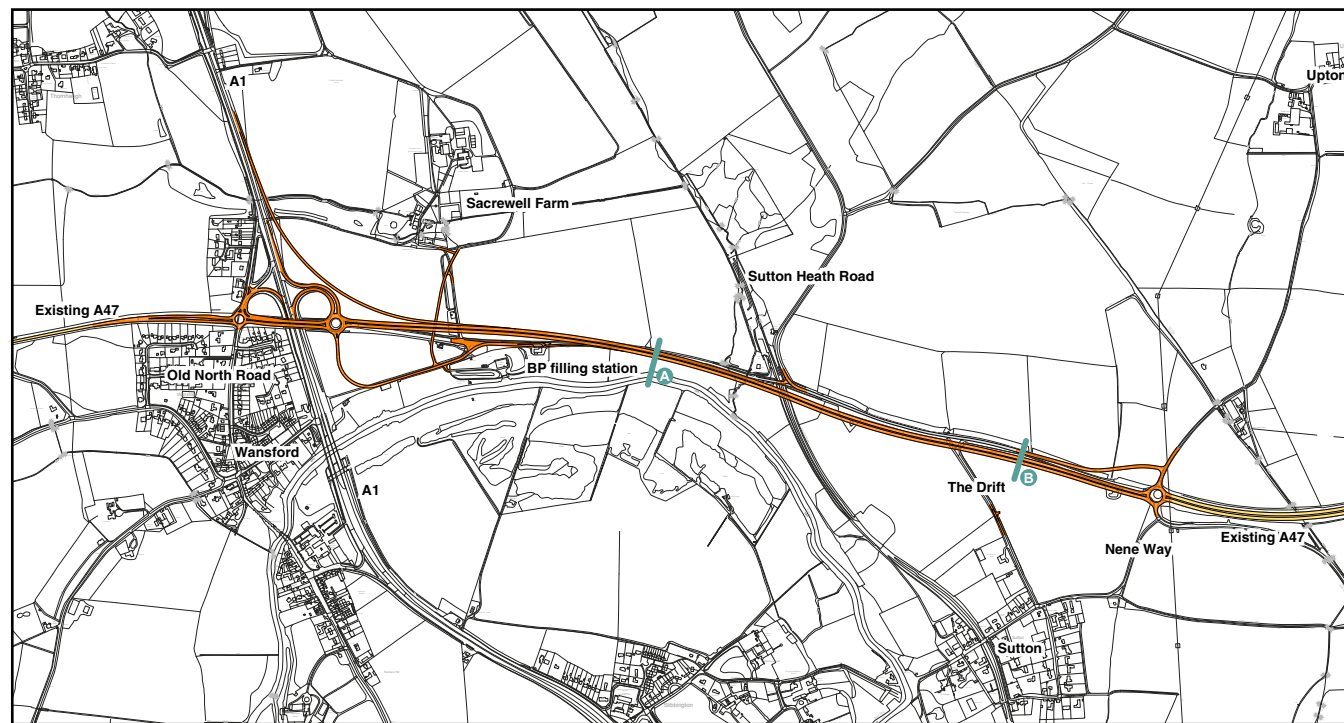 A1
Upton
Thornhaugh
Sacrewell Farm
Sutton Heath Road
Existing A47
BP filling station
A
Old North Road
Wansford
A1
B
The Drift
Existing A47
Nene Way
Sutton